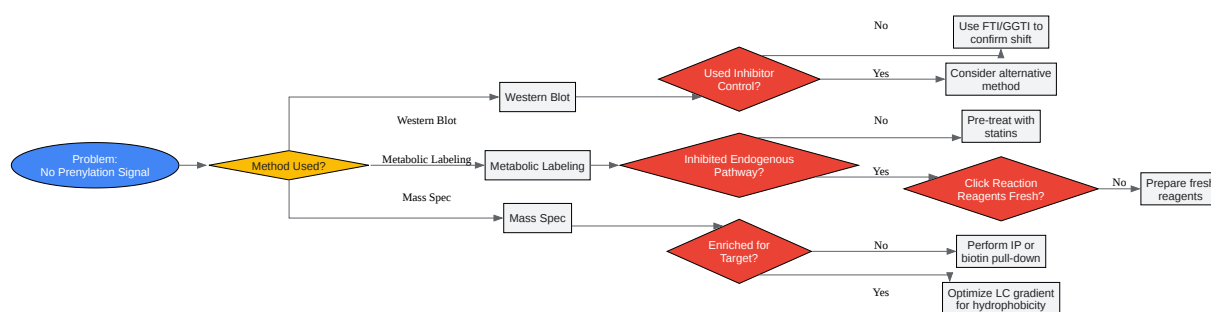 No
Use FTI/GGTI to
confirm shift
Used Inhibitor
Control?
Yes
Consider alternative
method
Western Blot
Western Blot
No
Pre-treat with
statins
Problem:
No Prenylation Signal
Method Used?
Metabolic Labeling
Metabolic Labeling
Inhibited Endogenous
Pathway?
Yes
Click Reaction
Reagents Fresh?
No
Prepare fresh
reagents
Mass Spec
Mass Spec
Enriched for
Target?
No
Perform IP or
biotin pull-down
Yes
Optimize LC gradient
for hydrophobicity